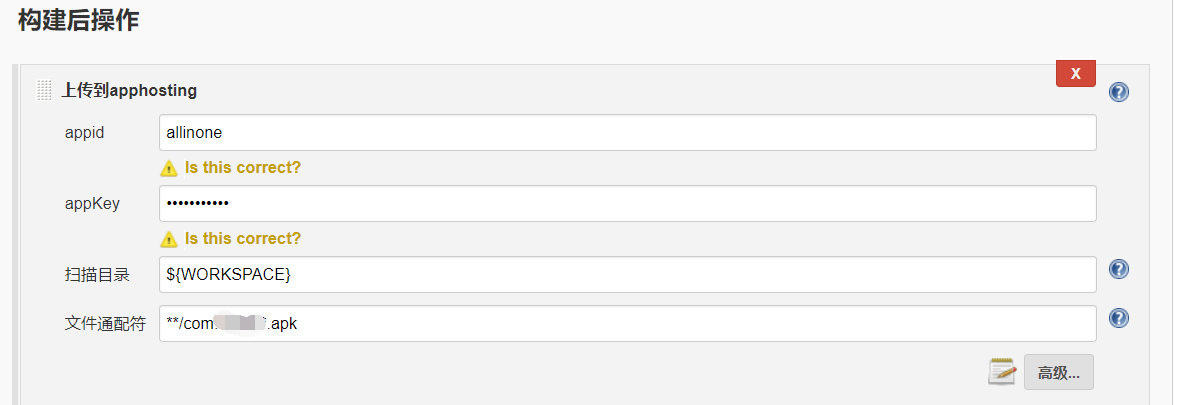 构建后操作
X
上传到apphosting
appid
allinone
Is this correct?
appKey
•••••••••••
Is this correct?
扫描目录
${WORKSPACE}
文件通配符
**/com .apk
高级...